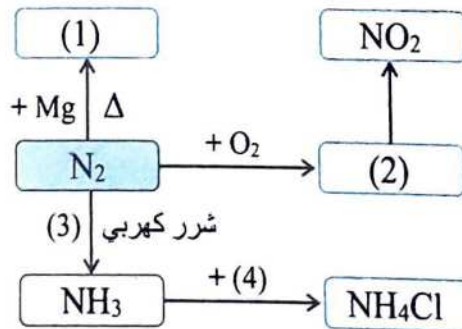 (1)
NO₂
+ Mg Δ
N₂
+ O₂
(2)
(3) شرر كهربي
NH₃
+ (4)
NH₄Cl